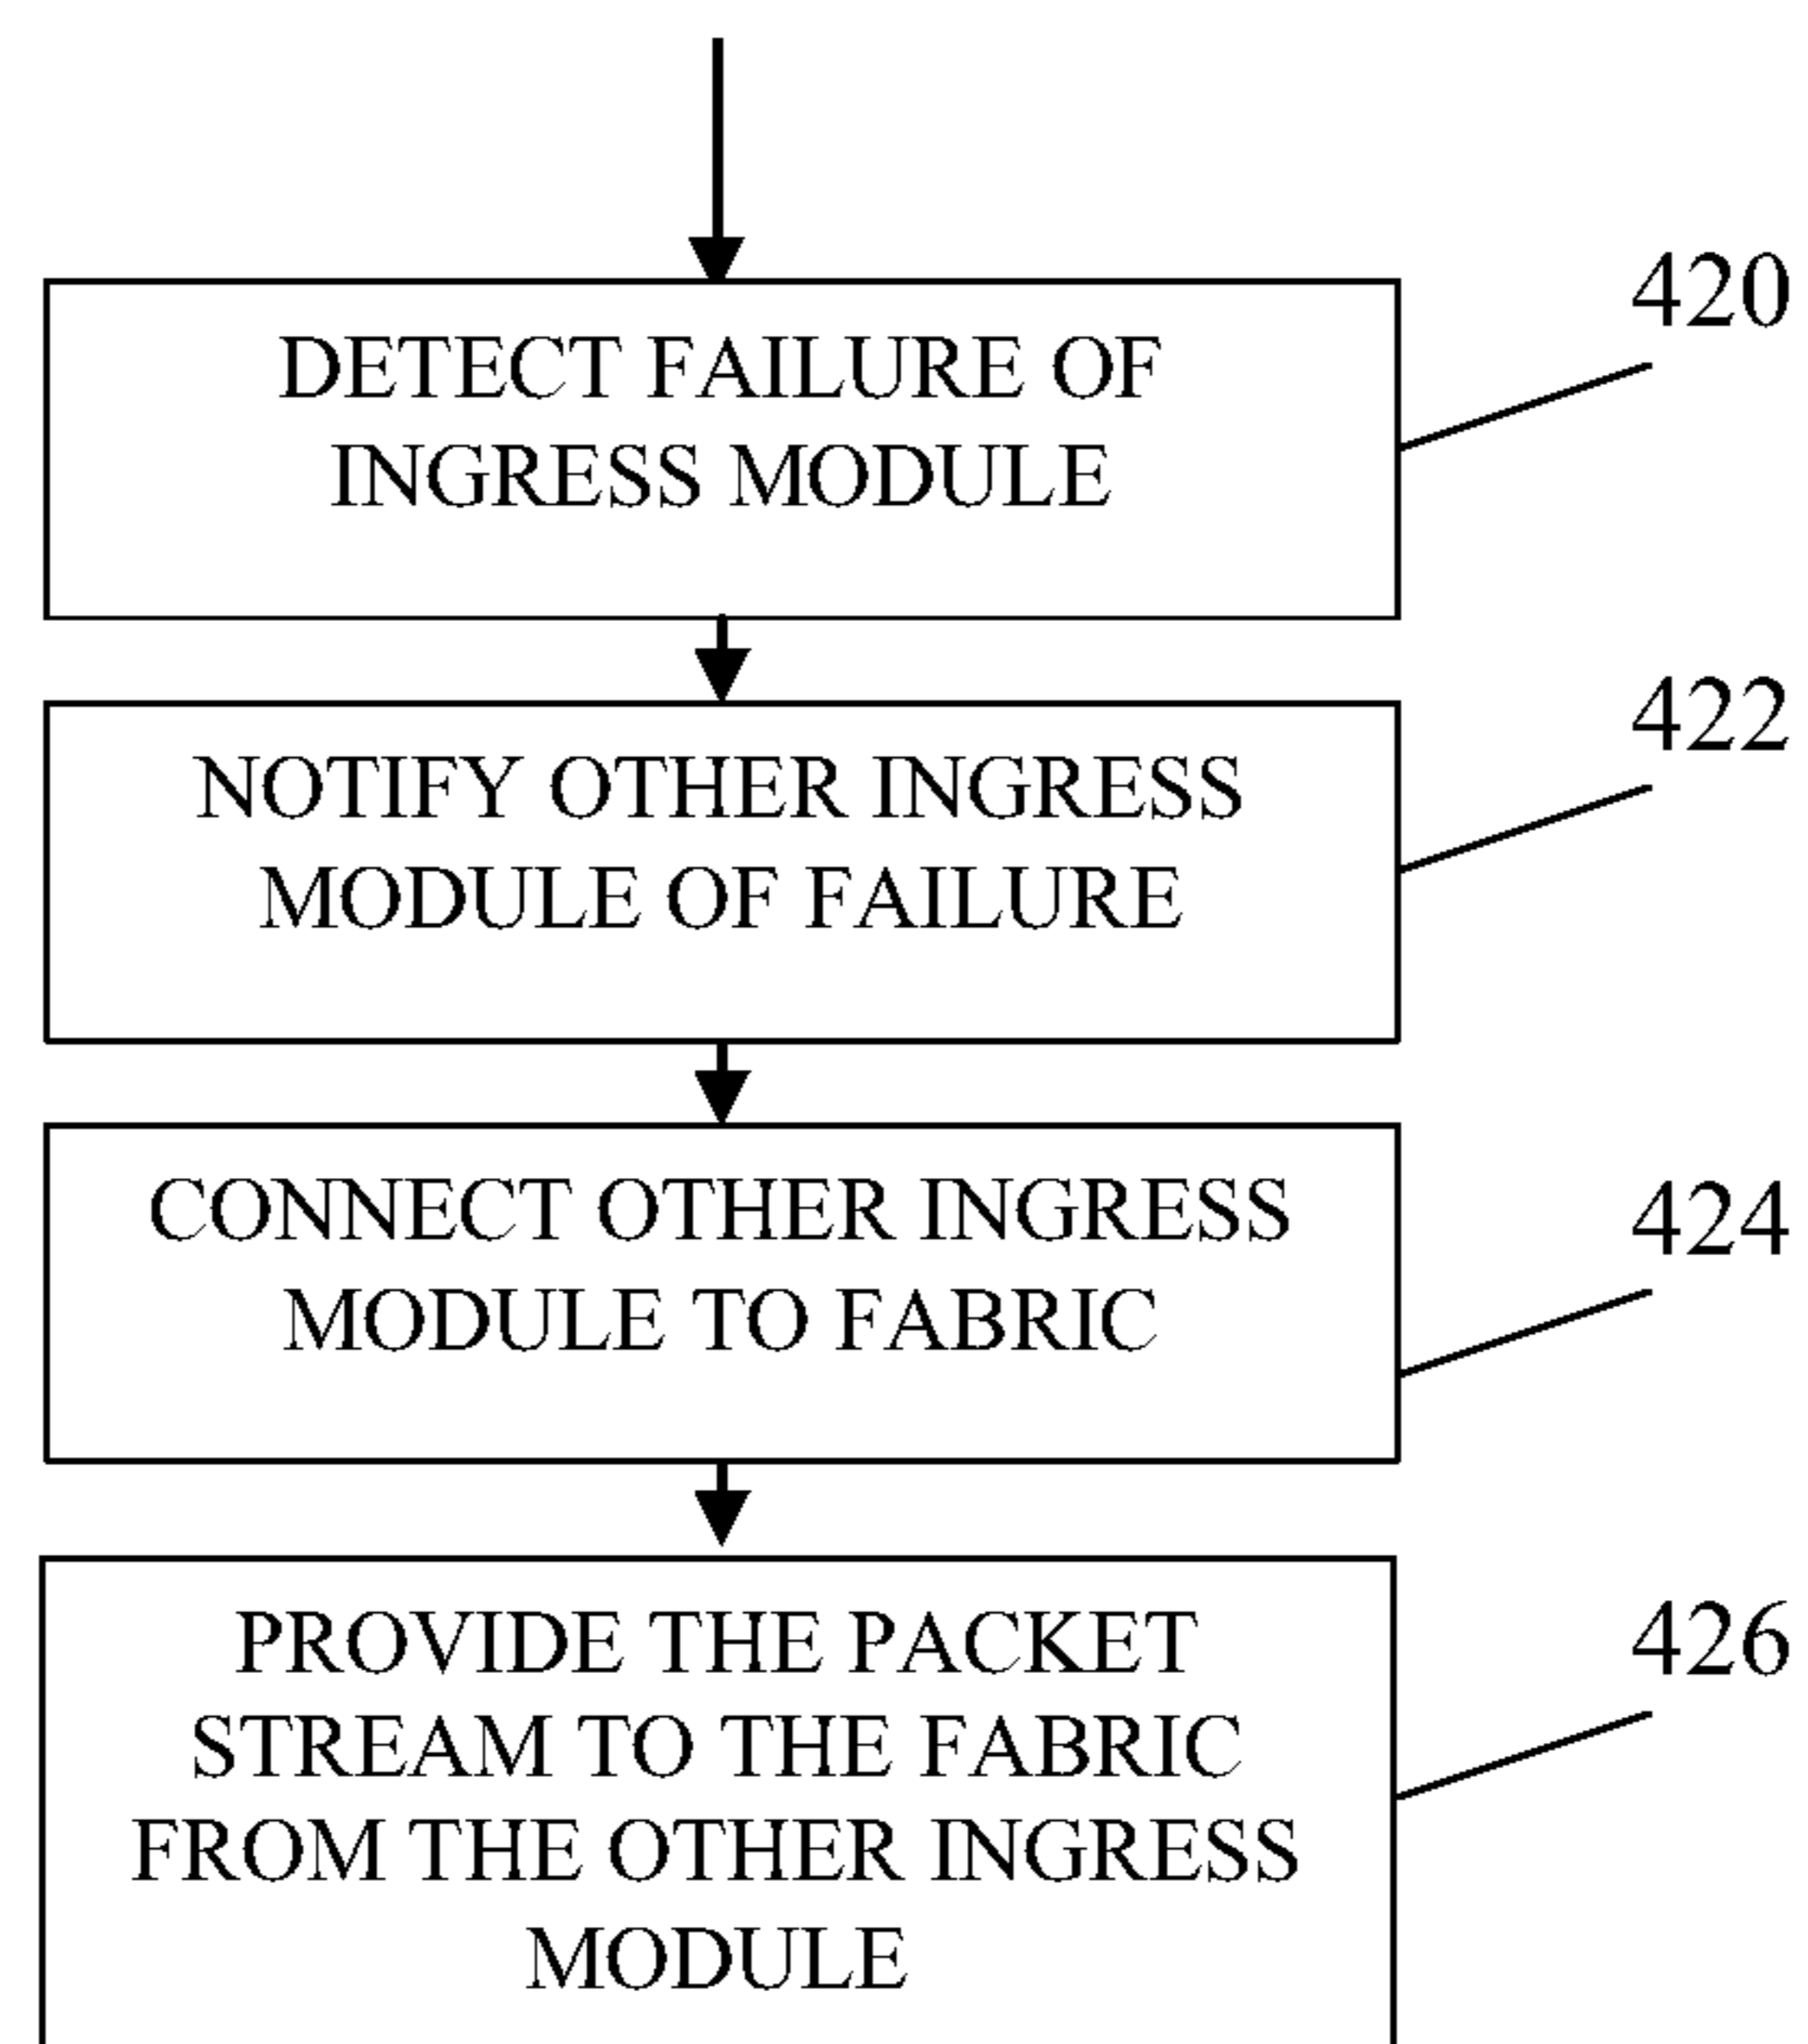 420
DETECT FAILURE OF
INGRESS MODULE
422
NOTIFY OTHER INGRESS
MODULE OF FAILURE
424
CONNECT OTHER INGRESS
MODULE TO FABRIC
426
PROVIDE THE PACKET
STREAM TO THE FABRIC
FROM THE OTHER INGRESS
MODULE